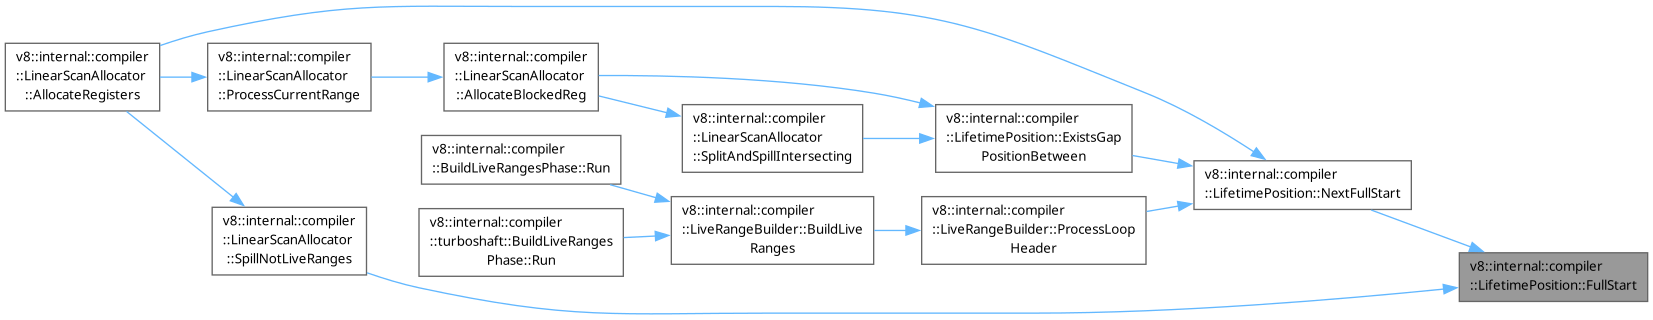 v8::internal::compiler
::LinearScanAllocator
::AllocateRegisters
v8::internal::compiler
::LinearScanAllocator
::ProcessCurrentRange
v8::internal::compiler
::LinearScanAllocator
::AllocateBlockedReg
v8::internal::compiler
::LinearScanAllocator
::SplitAndSpillIntersecting
v8::internal::compiler
::LifetimePosition::ExistsGap
PositionBetween
v8::internal::compiler
::BuildLiveRangesPhase::Run
v8::internal::compiler
::LifetimePosition::NextFullStart
v8::internal::compiler
::LinearScanAllocator
::SpillNotLiveRanges
v8::internal::compiler
::turboshaft::BuildLiveRanges
Phase::Run
v8::internal::compiler
::LiveRangeBuilder::BuildLive
Ranges
v8::internal::compiler
::LiveRangeBuilder::ProcessLoop
Header
v8::internal::compiler
::LifetimePosition::FullStart